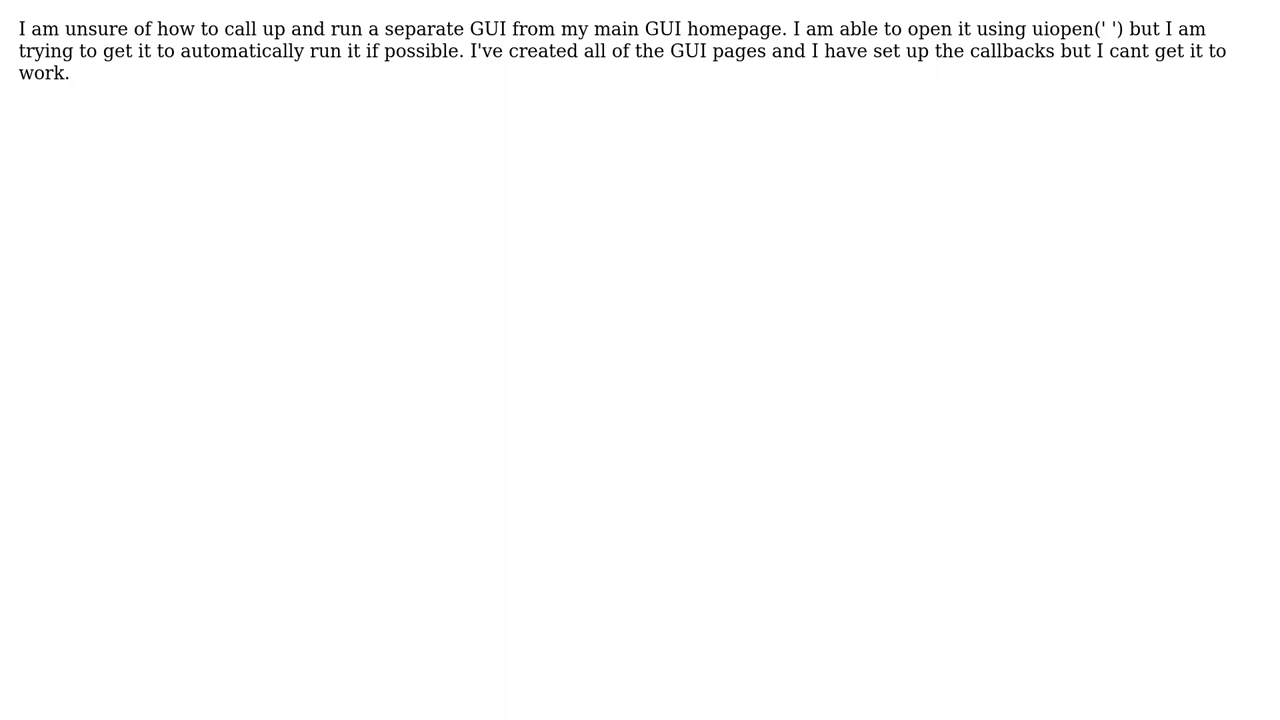 I am unsure of how to call up and run a separate GUI from my main GUI homepage. I am able to open it using uiopen(' ') but I am
trying to get it to automatically run it if possible. I've created all of the GUI pages and I have set up the callbacks but I cant get it to
work.